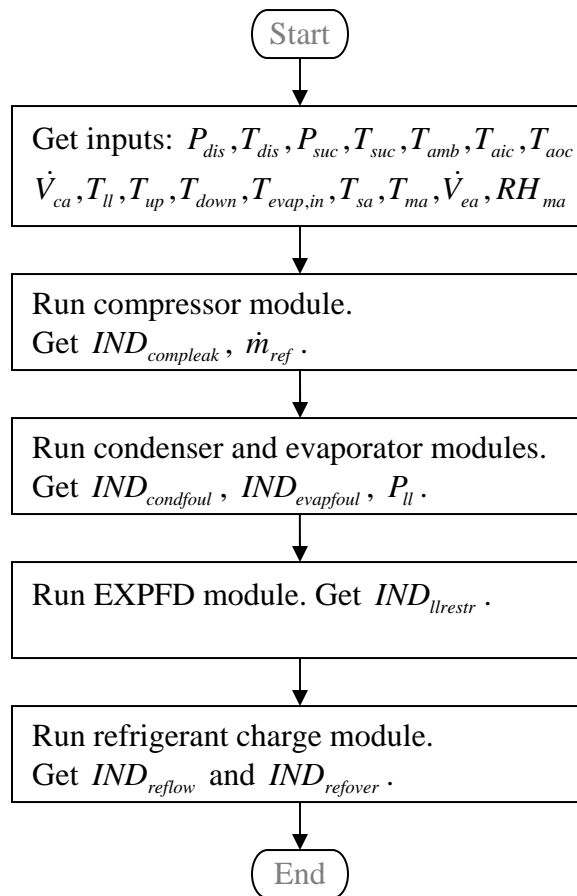 Start
Get inputs: P_dis, T_dis, P_suc, T_suc, T_amb, T_aic, T_aoc
V̇_ca, T_ll, T_up, T_down, T_evap,in, T_sa, T_ma, V̇_ea, RH_ma
Run compressor module.
Get IND_compleak, ṁ_ref.
Run condenser and evaporator modules.
Get IND_condfoul, IND_evapfoul, P_ll.
Run EXPFD module. Get IND_llrestr.
Run refrigerant charge module.
Get IND_reflow and IND_refover.
End